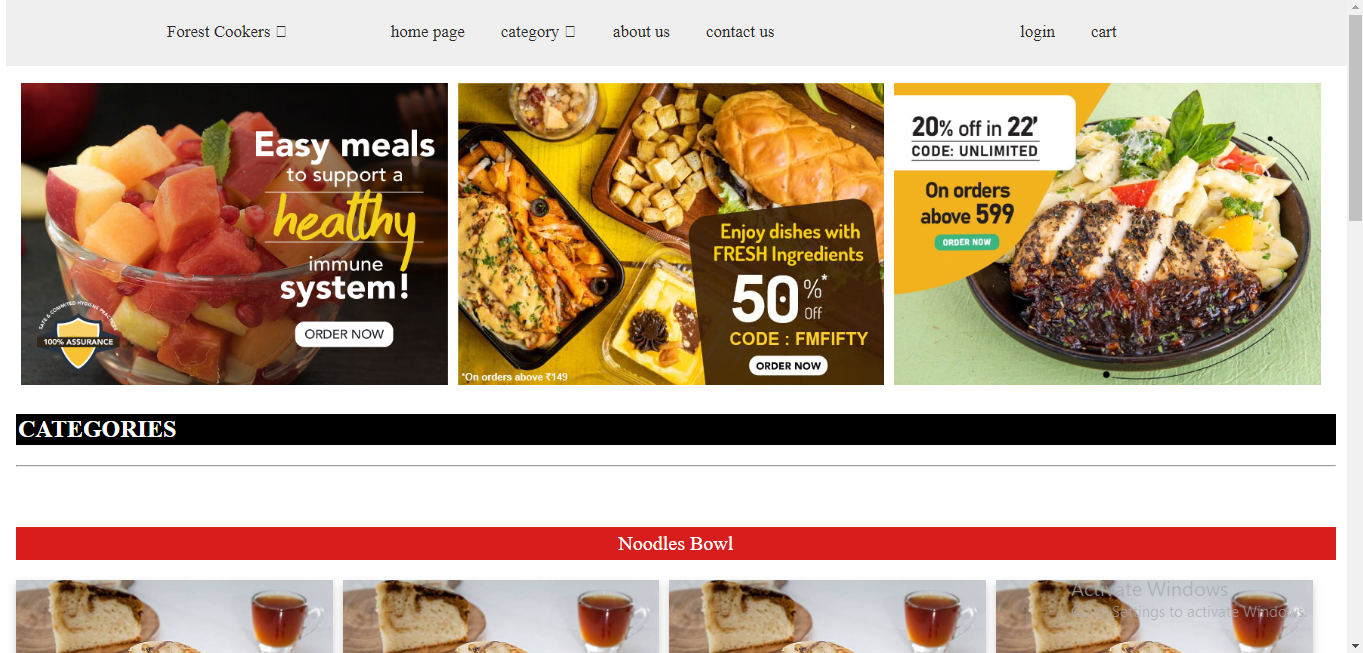 Forest Cookers
home page
category
about us
contact us
login
cart
Easy meals
to support a
healthy
immune
system!
ORDER NOW
SAFE & COMMITED HYGIENE PRACTICES
100% ASSURANCE
Enjoy dishes with
FRESH Ingredients
50%* Off
CODE : FMFIFTY
ORDER NOW
*On orders above ₹149
20% off in 22'
CODE: UNLIMITED
On orders
above 599
ORDER NOW
CATEGORIES
Noodles Bowl
Activate Windows
Go to Settings to activate Windows.